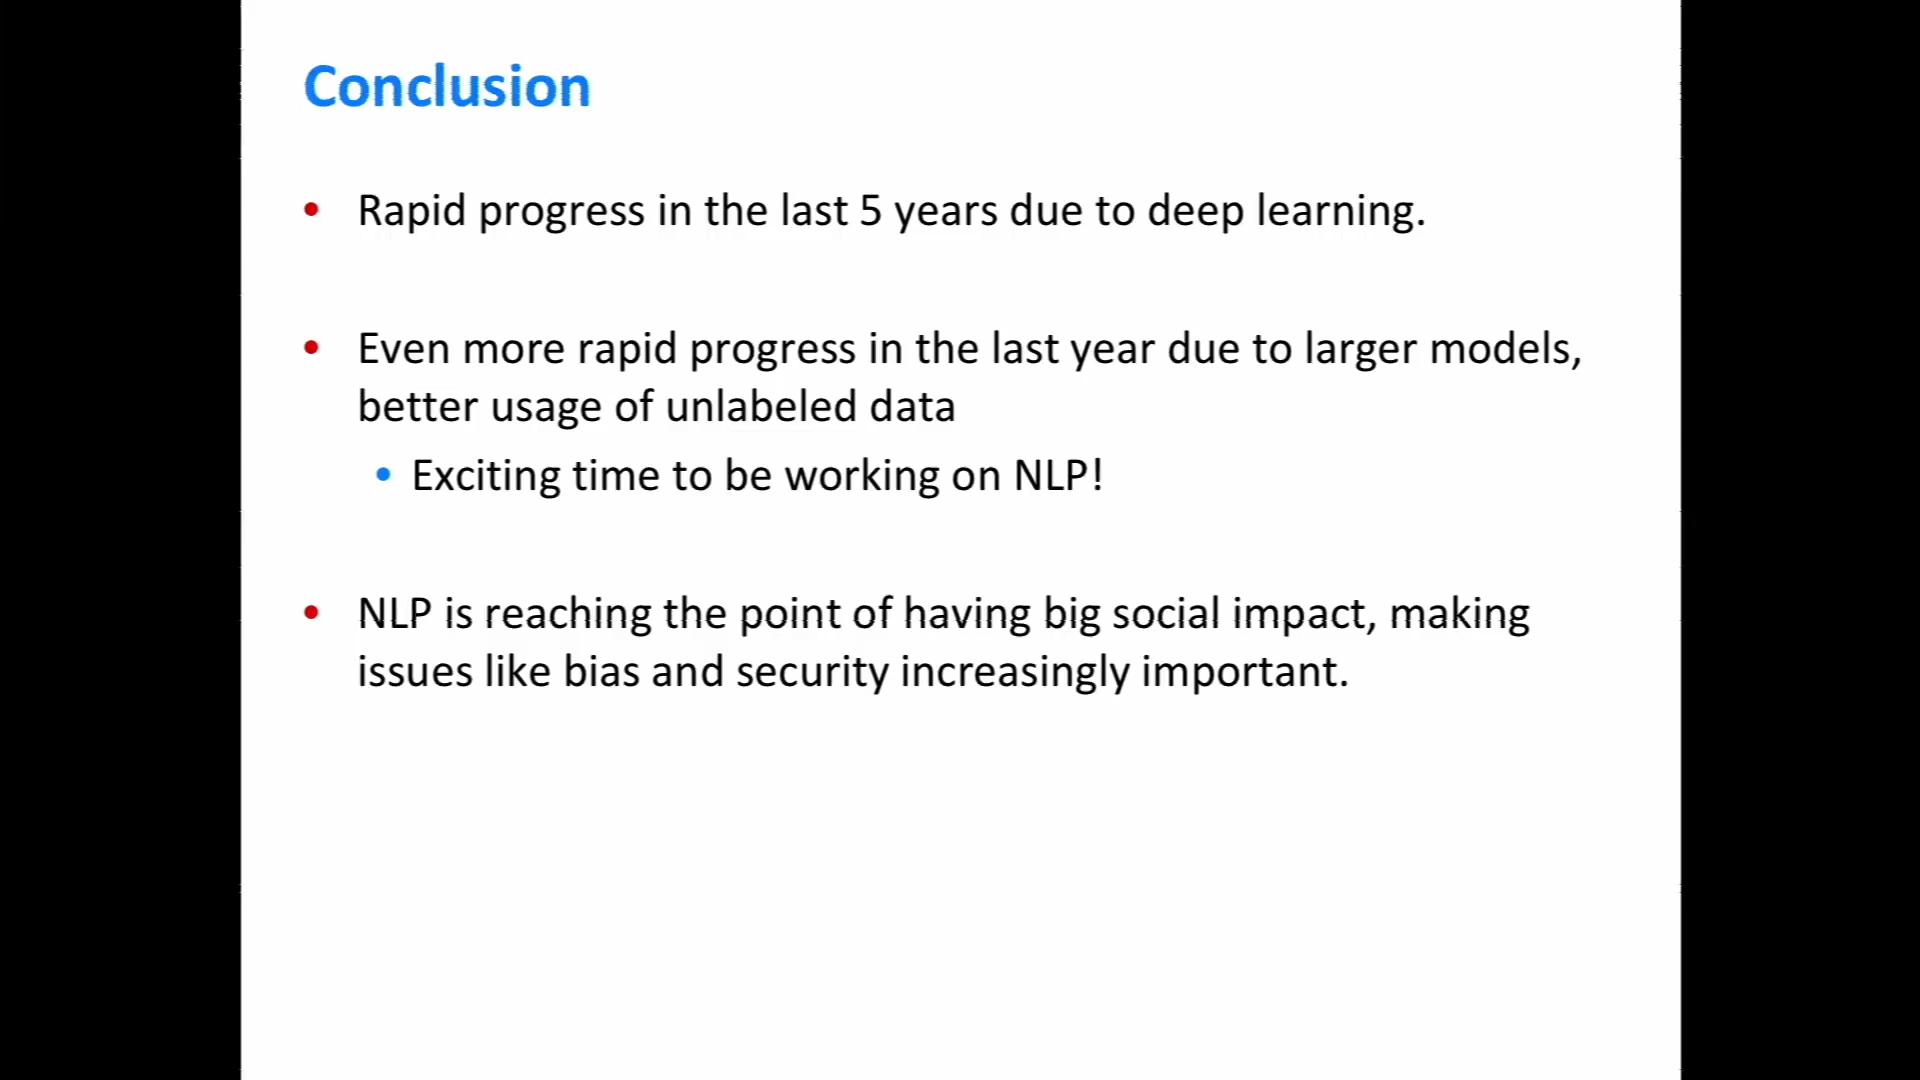 Conclusion
• Rapid progress in the last 5 years due to deep learning.
• Even more rapid progress in the last year due to larger models,
better usage of unlabeled data
• Exciting time to be working on NLP!
• NLP is reaching the point of having big social impact, making
issues like bias and security increasingly important.